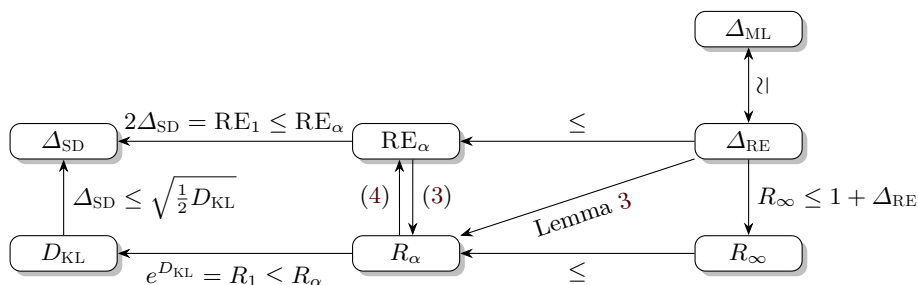 Δ_ML
≃
2Δ_SD = RE_1 ≤ RE_α
≤
Δ_SD
RE_α
Δ_RE
Δ_SD ≤ √(1/2 D_KL)
(4)
(3)
Lemma 3
R_∞ ≤ 1 + Δ_RE
D_KL
R_α
R_∞
e^{D_KL} = R_1 < R_α
≤